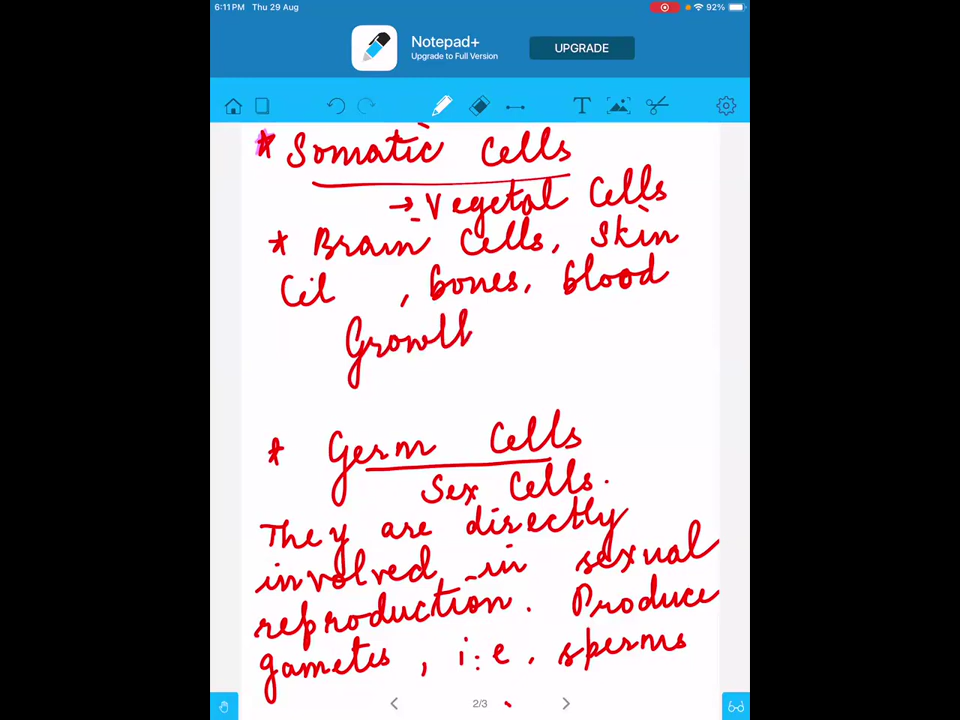 6:11 PM Thu 29 Aug 92%
Notepad+
Upgrade to Full Version
UPGRADE
T
* Somatic Cells
→ Vegetal Cells
* Brain Cells, Skin
Cel , bones, blood
Growth
* Germ Cells
Sex Cells.
They are directly
involved in sexual
reproduction. Produce
gametes, i.e, sperms
2/3